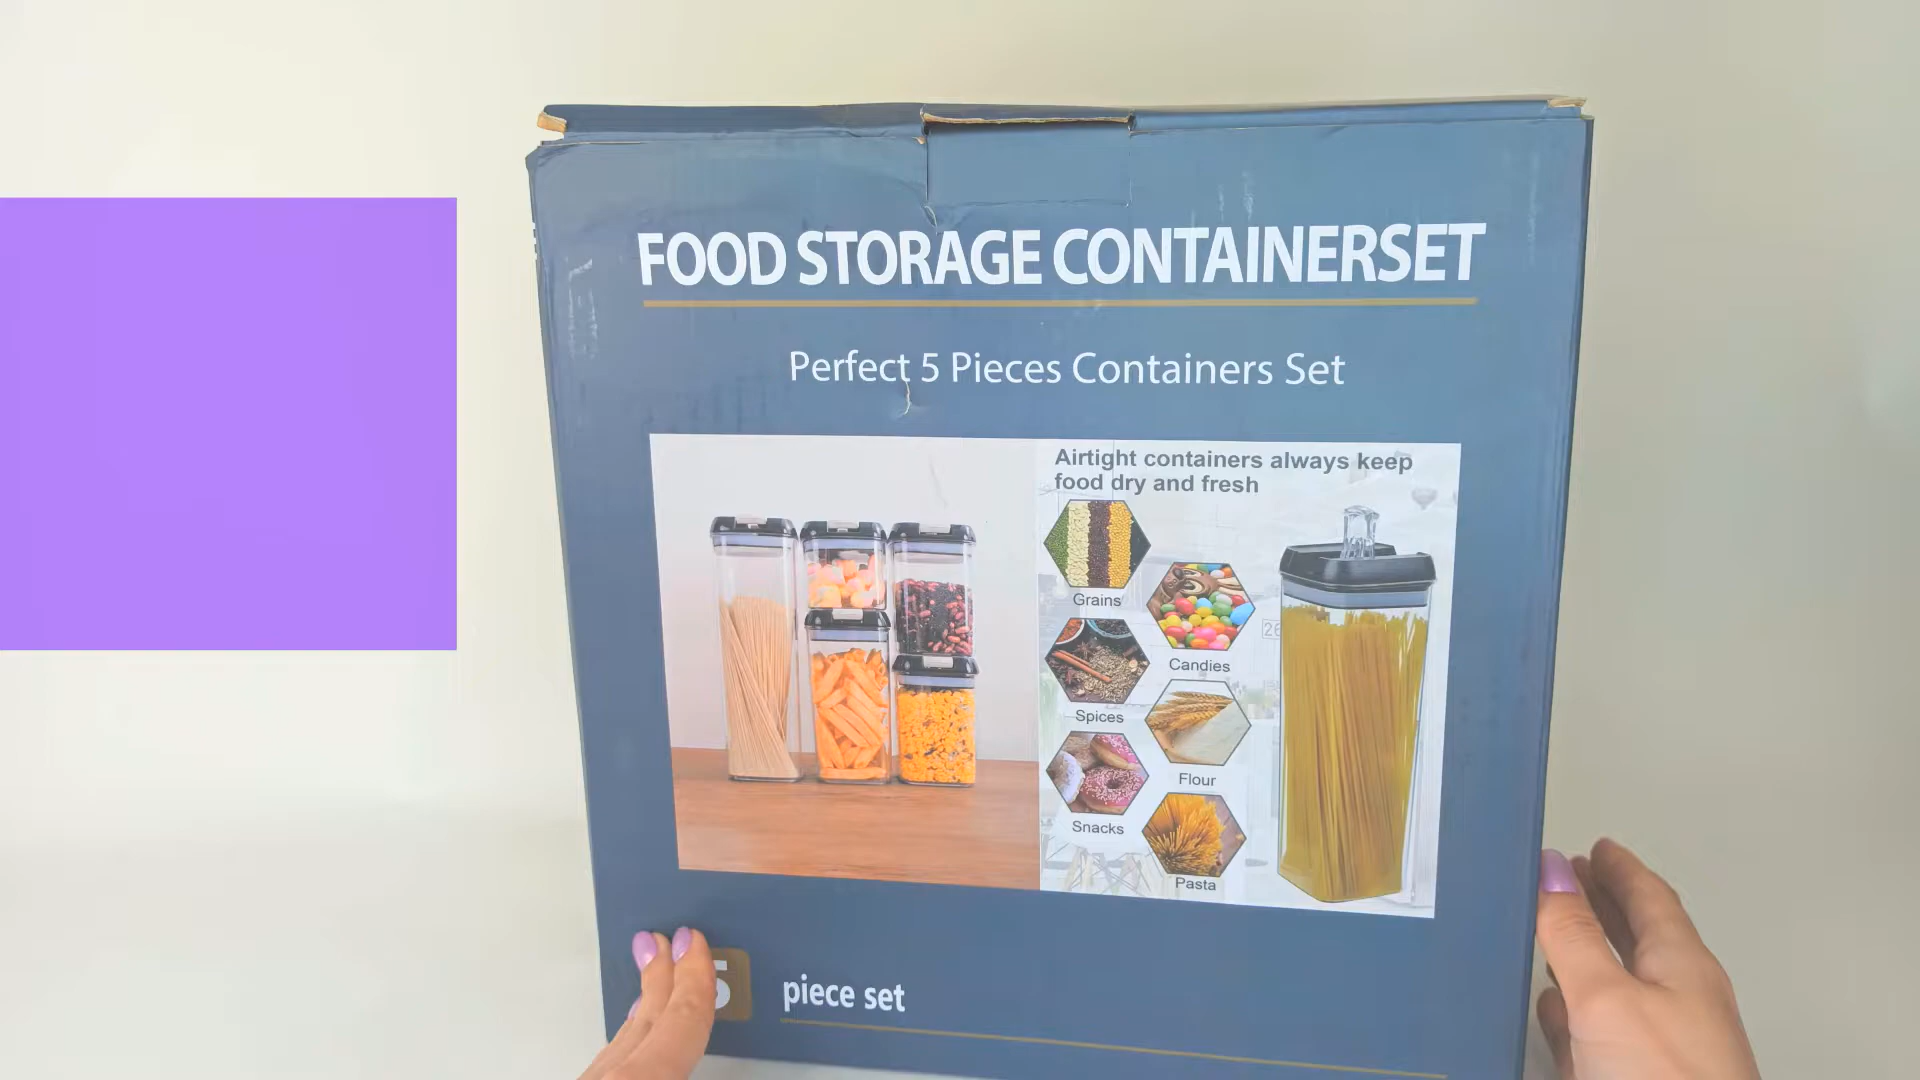 FOOD STORAGE CONTAINERSET
Perfect 5 Pieces Containers Set
Airtight containers always keep
food dry and fresh
Grains
Candies
Spices
Flour
Snacks
Pasta
5
piece set